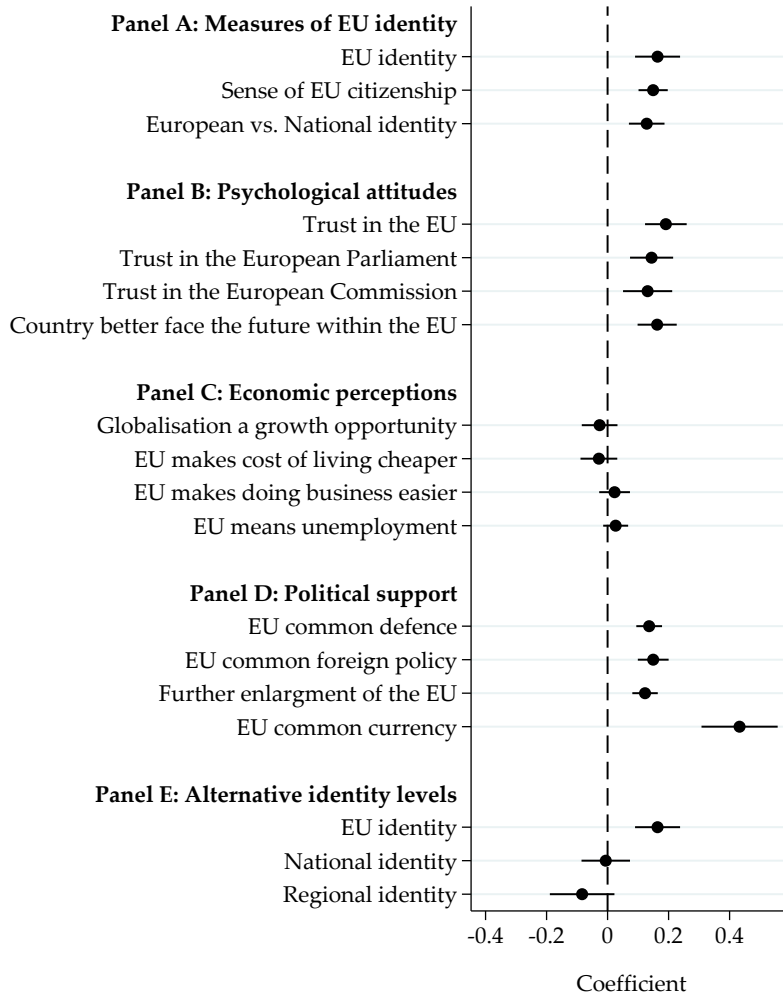 Panel A: Measures of EU identity
EU identity
Sense of EU citizenship
European vs. National identity
Panel B: Psychological attitudes
Trust in the EU
Trust in the European Parliament
Trust in the European Commission
Country better face the future within the EU
Panel C: Economic perceptions
Globalisation a growth opportunity
EU makes cost of living cheaper
EU makes doing business easier
EU means unemployment
Panel D: Political support
EU common defence
EU common foreign policy
Further enlargment of the EU
EU common currency
Panel E: Alternative identity levels
EU identity
National identity
Regional identity
-0.4 -0.2 0 0.2 0.4
Coefficient